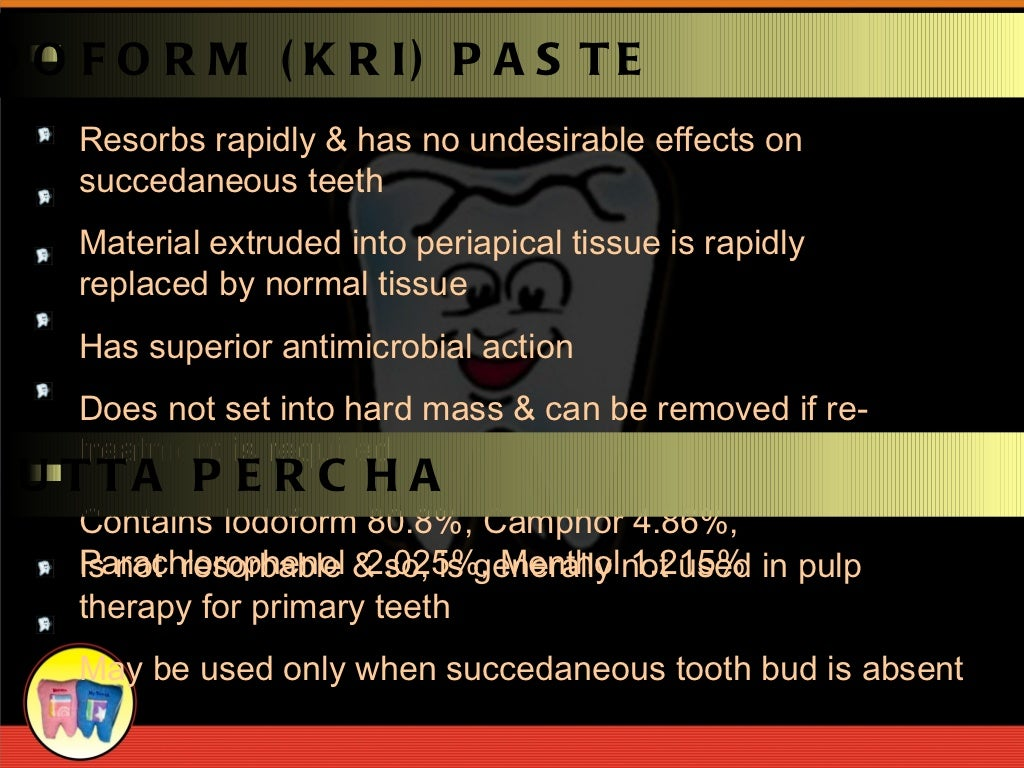 OFORM (KRI) PASTE
Resorbs rapidly & has no undesirable effects on
succedaneous teeth
Material extruded into periapical tissue is rapidly
replaced by normal tissue
Has superior antimicrobial action
Does not set into hard mass & can be removed if re-
treatment is required
UTTA PERCHA
Contains Iodoform 80.8%, Camphor 4.86%,
Parachlorophenol 2.025%, Menthol 1.215%
Is not resorbable & so, is generally not used in pulp
therapy for primary teeth
May be used only when succedaneous tooth bud is absent